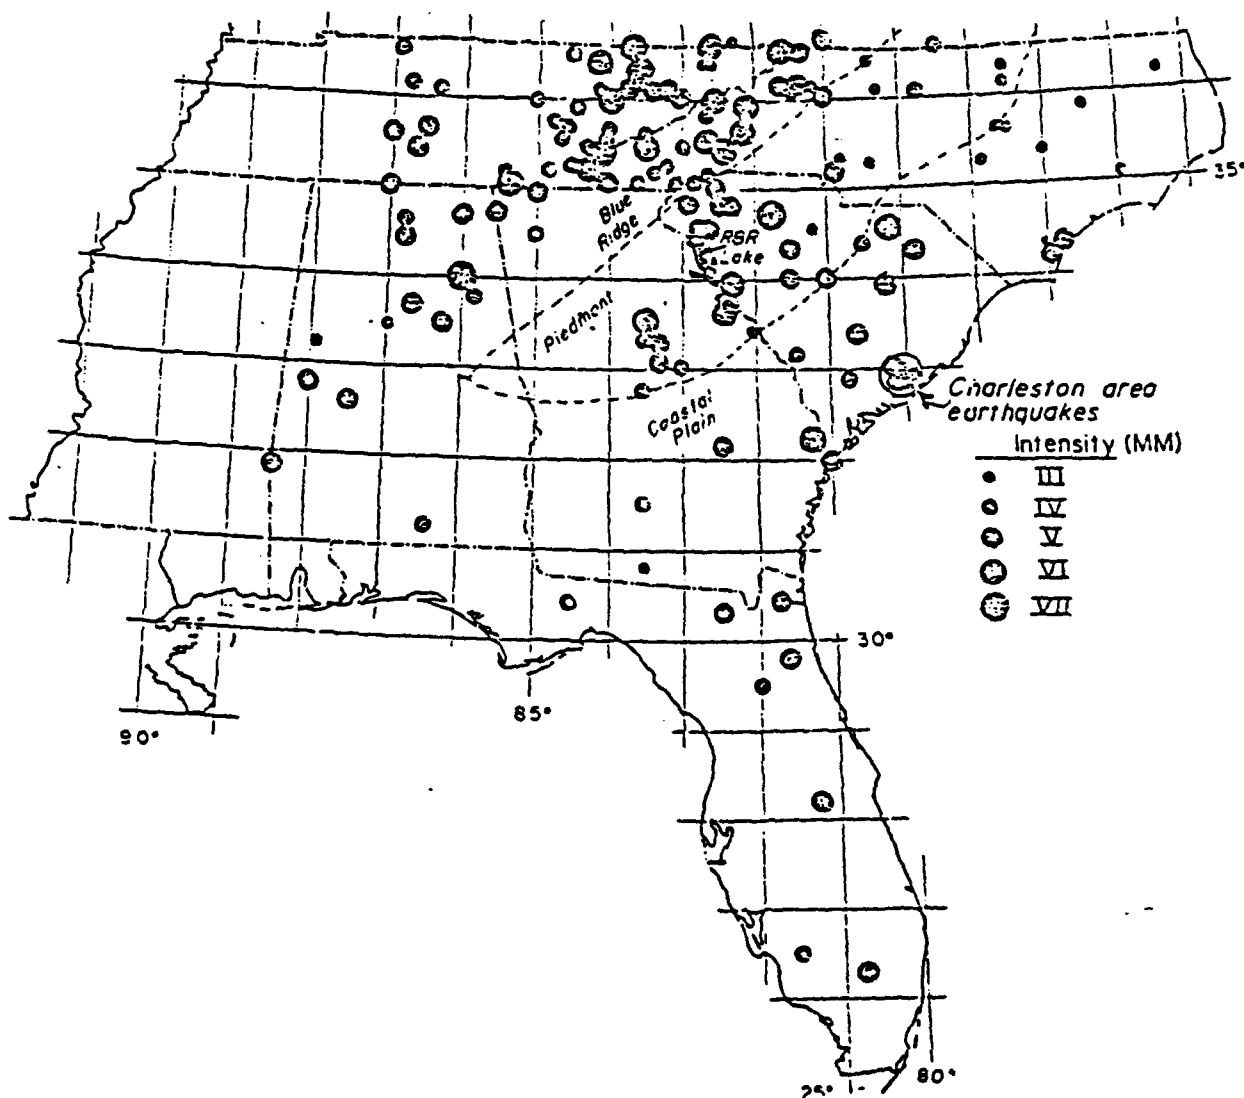 35°
Blue
Ridge
RBR
Lake
Piedmont
Coastal
Plain
Charleston area
earthquakes
Intensity (MM)
III
IV
V
VI
VII
30°
85°
90°
25°
80°